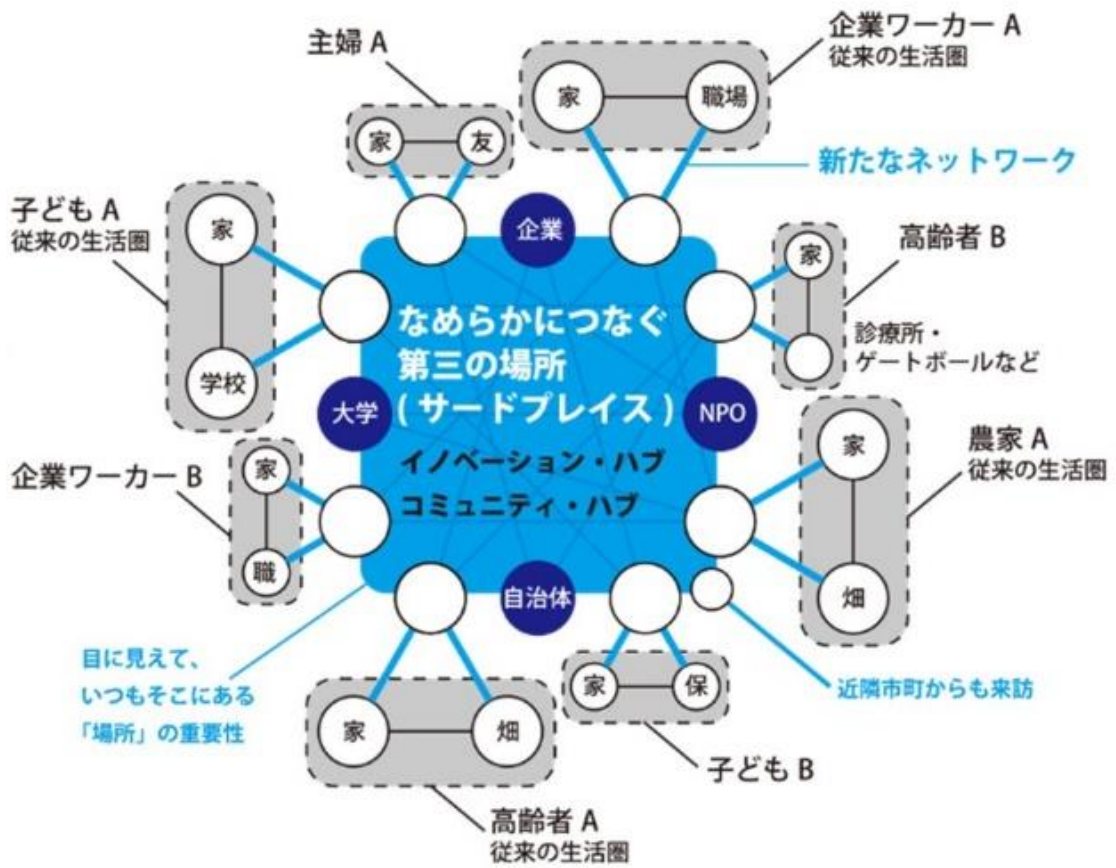 主婦 A
企業ワーカー A
従来の生活圏
家
職場
家
友
新たなネットワーク
子ども A
従来の生活圏
家
学校
企業
高齢者 B
家
診療所・
ゲートボールなど
なめらかにつなぐ
第三の場所
( サードプレイス )
イノベーション・ハブ
コミュニティ・ハブ
大学
NPO
農家 A
従来の生活圏
家
畑
企業ワーカー B
家
職
自治体
目に見えて、
いつもそこにある
「場所」の重要性
家
畑
高齢者 A
従来の生活圏
家
保
子ども B
近隣市町からも来訪